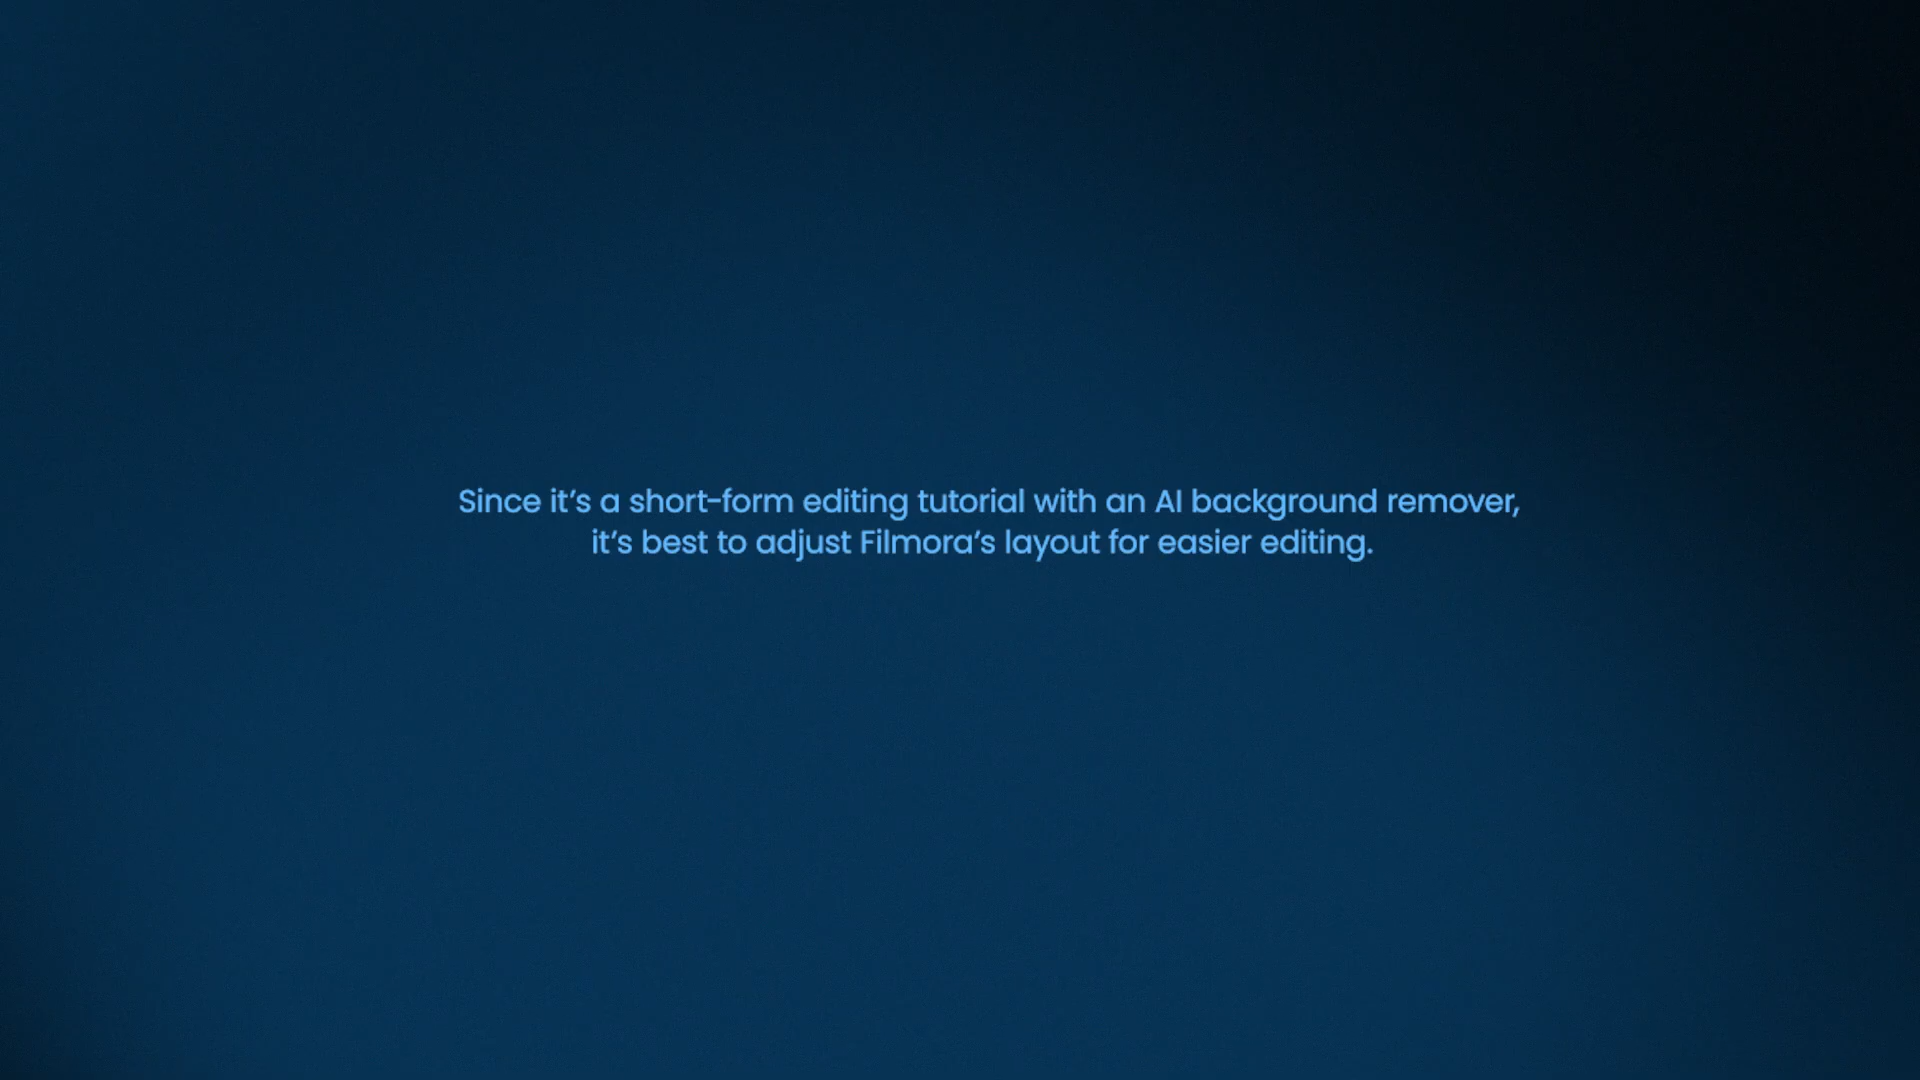 Since it’s a short-form editing tutorial with an AI background remover,
it’s best to adjust Filmora’s layout for easier editing.